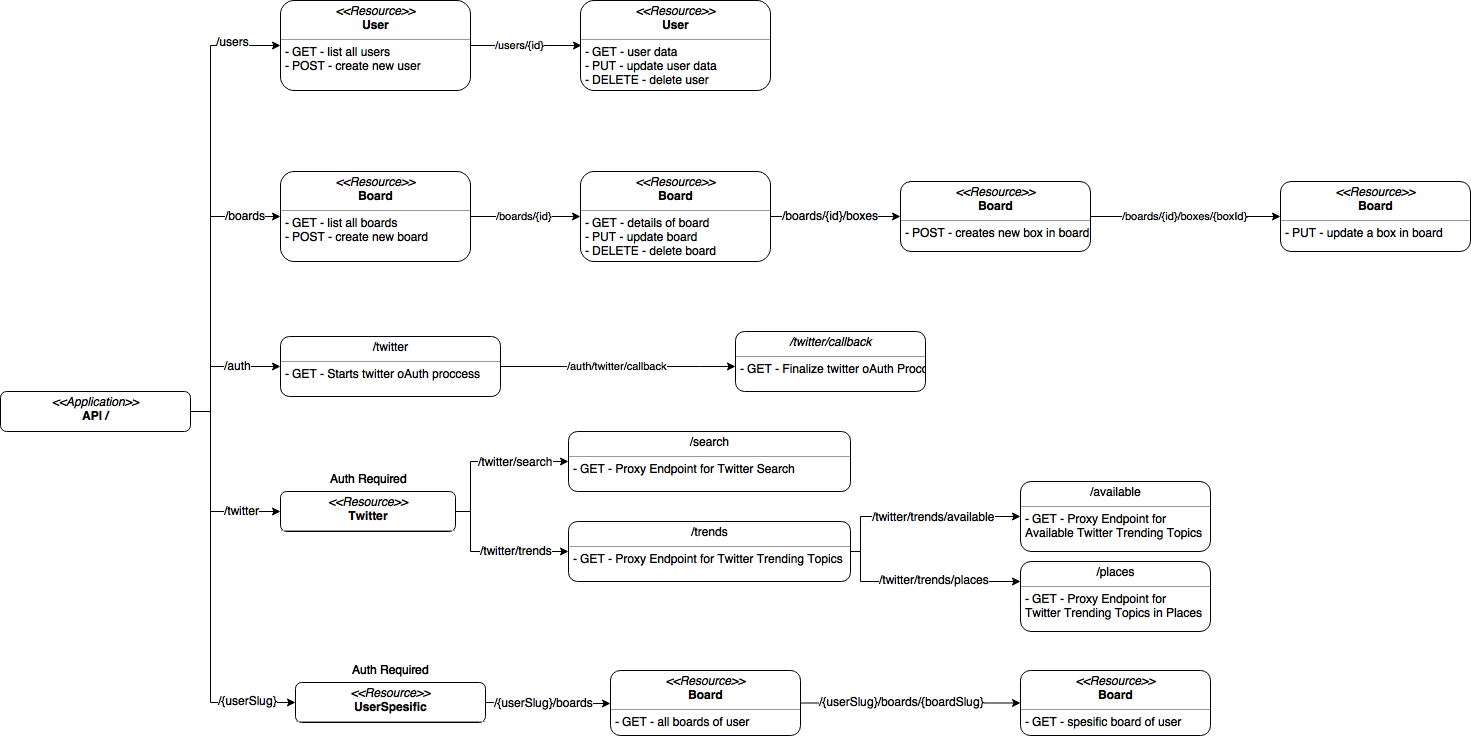 <<Resource>>
User
- GET - list all users
- POST - create new user
/users
/users/{id}
<<Resource>>
User
- GET - user data
- PUT - update user data
- DELETE - delete user
/boards
<<Resource>>
Board
- GET - list all boards
- POST - create new board
/boards/{id}
<<Resource>>
Board
- GET - details of board
- PUT - update board
- DELETE - delete board
/boards/{id}/boxes
<<Resource>>
Board
- POST - creates new box in board
/boards/{id}/boxes/{boxId}
<<Resource>>
Board
- PUT - update a box in board
/auth
/twitter
- GET - Starts twitter oAuth proccess
/auth/twitter/callback
/twitter/callback
- GET - Finalize twitter oAuth Procc
<<Application>>
API /
/twitter
Auth Required
<<Resource>>
Twitter
/twitter/search
/search
- GET - Proxy Endpoint for Twitter Search
/twitter/trends
/trends
- GET - Proxy Endpoint for Twitter Trending Topics
/twitter/trends/available
/available
- GET - Proxy Endpoint for
Available Twitter Trending Topics
/twitter/trends/places
/places
- GET - Proxy Endpoint for
Twitter Trending Topics in Places
/{userSlug}
Auth Required
<<Resource>>
UserSpesific
/{userSlug}/boards
<<Resource>>
Board
- GET - all boards of user
/{userSlug}/boards/{boardSlug}
<<Resource>>
Board
- GET - spesific board of user